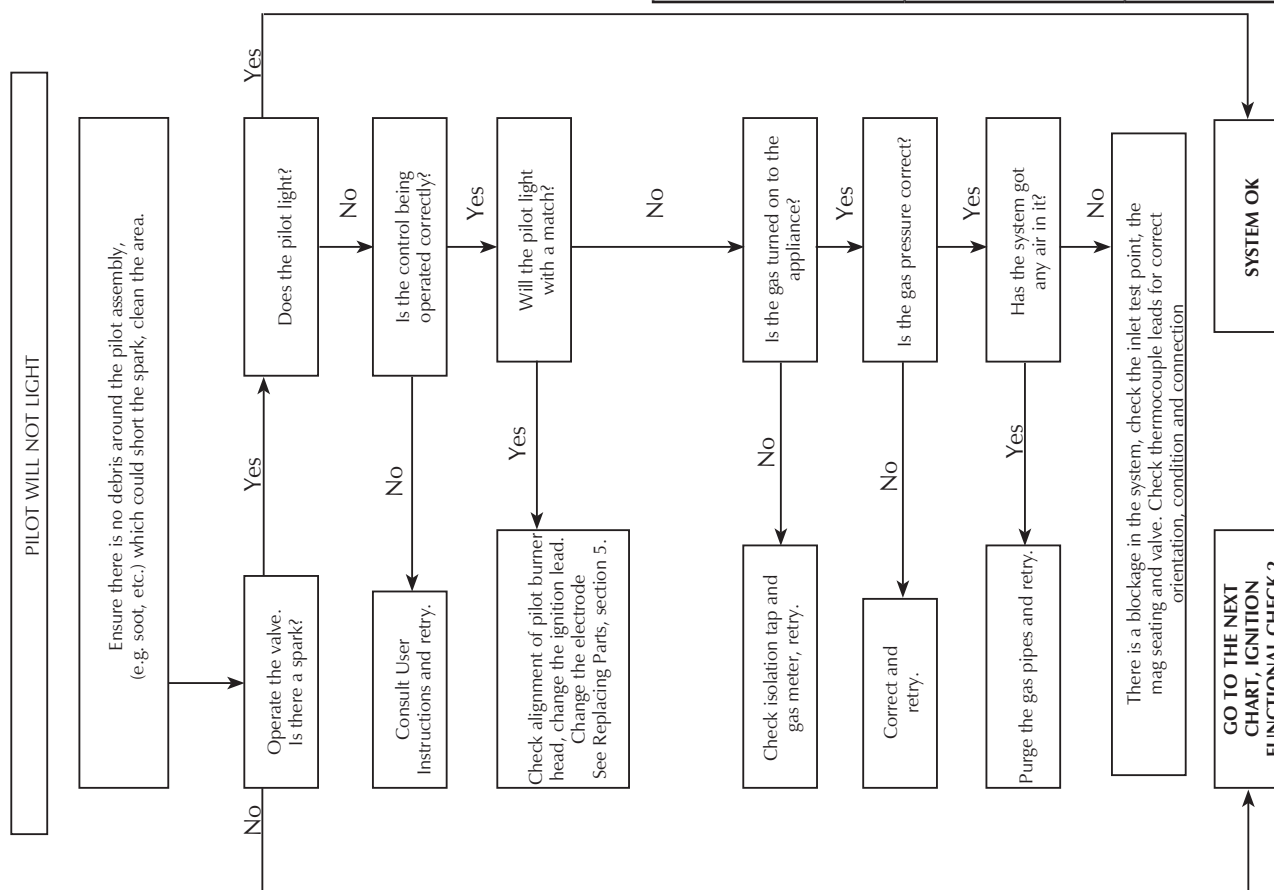 PILOT WILL NOT LIGHT
Ensure there is no debris around the pilot assembly,
(e.g. soot, etc.) which could short the spark, clean the area.
Operate the valve.
Is there a spark?
No
Yes
Does the pilot light?
Yes
No
Is the control being
operated correctly?
No
Consult User
Instructions and retry.
Yes
Will the pilot light
with a match?
Yes
Check alignment of pilot burner
head, change the ignition lead.
Change the electrode
See Replacing Parts, section 5.
No
Is the gas turned on to the
appliance?
No
Check isolation tap and
gas meter, retry.
Yes
Is the gas pressure correct?
No
Correct and
retry.
Yes
Has the system got
any air in it?
Yes
Purge the gas pipes and retry.
No
There is a blockage in the system, check the inlet test point, the
mag seating and valve. Check thermocouple leads for correct
orientation, condition and connection
GO TO THE NEXT
CHART, IGNITION
FUNCTIONAL CHECK 2
SYSTEM OK